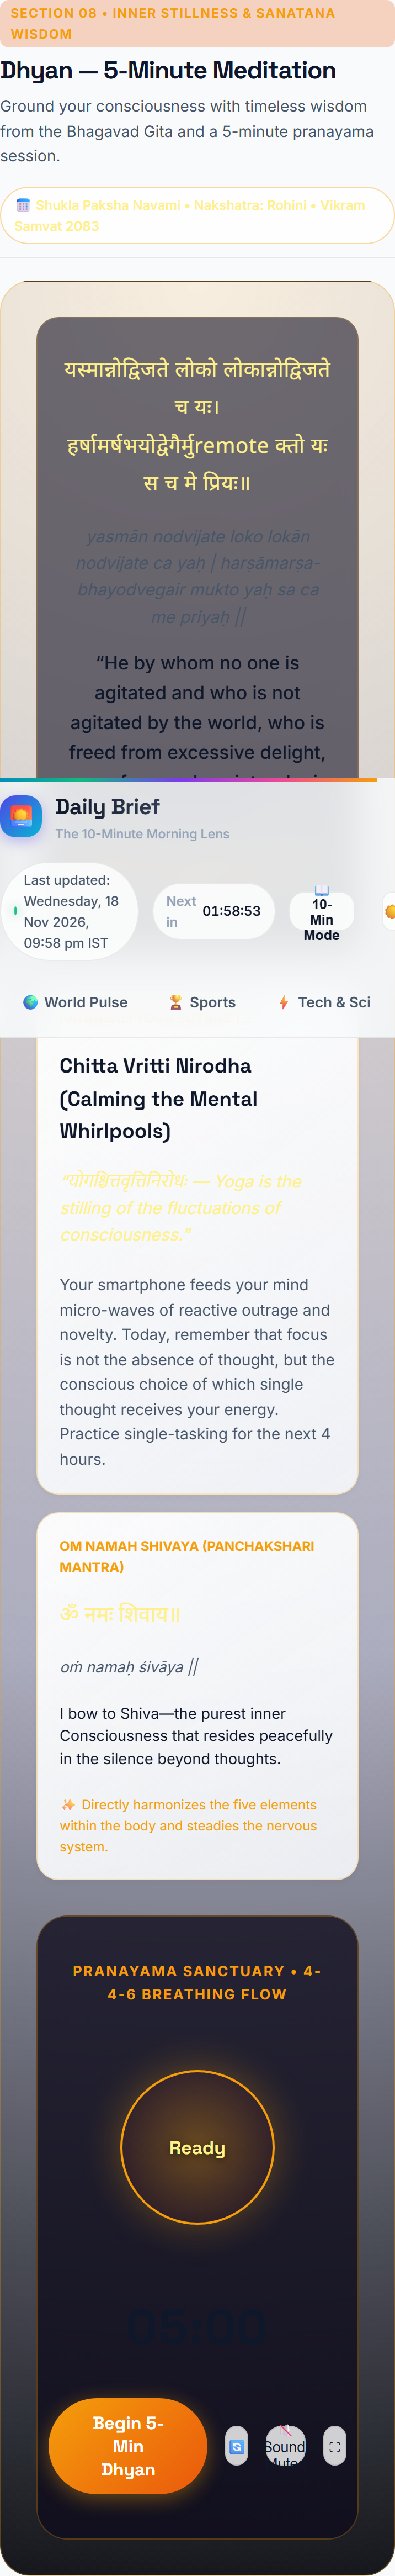 SECTION 08 • INNER STILLNESS & SANATANA
WISDOM
Dhyan — 5-Minute Meditation
Ground your consciousness with timeless wisdom
from the Bhagavad Gita and a 5-minute pranayama
session.
Shukla Paksha Navami • Nakshatra: Rohini • Vikram
Samvat 2083
यस्मान्नोद्विजते लोको लोकान्नोद्विजते
च यः।
हर्षामर्षभयोद्वेगैर्मुremote क्तो यः
स च मे प्रियः॥
yasmān nodvijate loko lokān
nodvijate ca yaḥ | harṣāmarṣa-
bhayodvegair mukto yaḥ sa ca
me priyaḥ ||
“He by whom no one is
agitated and who is not
agitated by the world, who is
freed from excessive delight,
Daily Brief
The 10-Minute Morning Lens
Last updated:
Wednesday, 18
Nov 2026,
09:58 pm IST
Next
in
01:58:53
10-
Min
Mode
World Pulse
Sports
Tech & Sci
Chitta Vritti Nirodha
(Calming the Mental
Whirlpools)
“योगश्चित्तवृत्तिनिरोधः — Yoga is the
stilling of the fluctuations of
consciousness.”
Your smartphone feeds your mind
micro-waves of reactive outrage and
novelty. Today, remember that focus
is not the absence of thought, but the
conscious choice of which single
thought receives your energy.
Practice single-tasking for the next 4
hours.
OM NAMAH SHIVAYA (PANCHAKSHARI
MANTRA)
ॐ नमः शिवाय॥
oṁ namaḥ śivāya ||
I bow to Shiva—the purest inner
Consciousness that resides peacefully
in the silence beyond thoughts.
Directly harmonizes the five elements
within the body and steadies the nervous
system.
PRANAYAMA SANCTUARY • 4-
4-6 BREATHING FLOW
Ready
05:00
Begin 5-
Min
Dhyan
Sound